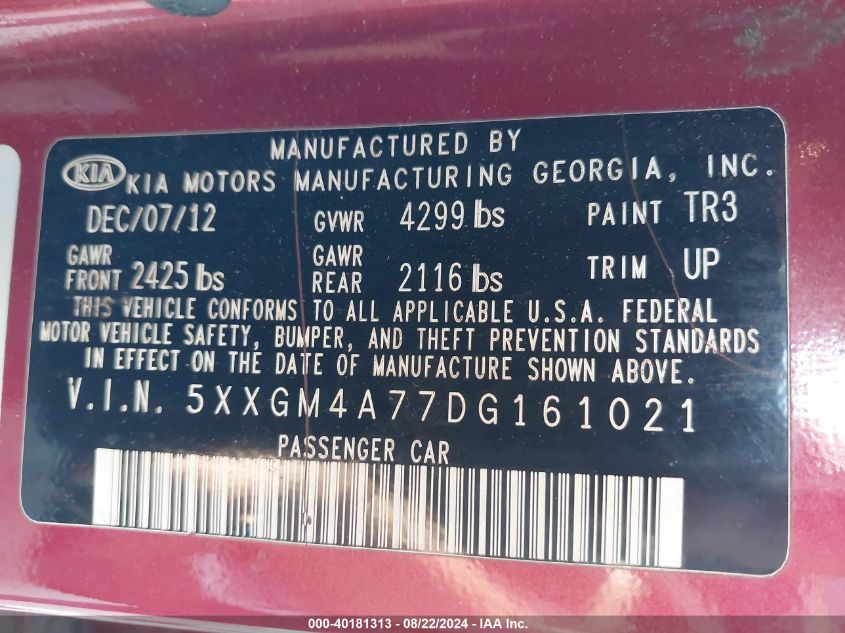 MANUFACTURED BY
KIA KIA MOTORS MANUFACTURING GEORGIA, INC.
DEC/07/12 GVWR 4299 lbs PAINT TR3
GAWR FRONT 2425 lbs GAWR REAR 2116 lbs TRIM UP
THIS VEHICLE CONFORMS TO ALL APPLICABLE U.S.A. FEDERAL
MOTOR VEHICLE SAFETY, BUMPER, AND THEFT PREVENTION STANDARDS
IN EFFECT ON THE DATE OF MANUFACTURE SHOWN ABOVE.
V.I.N. 5XXGM4A77DG161021
PASSENGER CAR
000-40181313 - 08/22/2024 - IAA Inc.